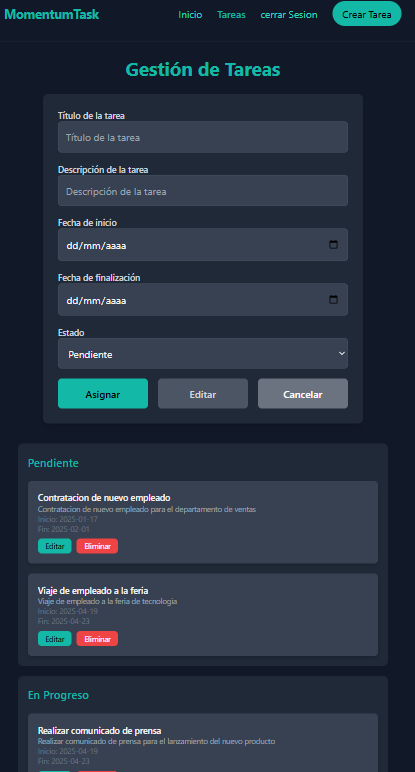 MomentumTask
Inicio Tareas cerrar Sesion Crear Tarea
Gestión de Tareas
Título de la tarea
Título de la tarea
Descripción de la tarea
Descripción de la tarea
Fecha de inicio
dd/mm/aaaa
Fecha de finalización
dd/mm/aaaa
Estado
Pendiente
Asignar Editar Cancelar
Pendiente
Contratacion de nuevo empleado
Contratacion de nuevo empleado para el departamento de ventas
Inicio: 2025-01-17
Fin: 2025-02-01
Editar Eliminar
Viaje de empleado a la feria
Viaje de empleado a la feria de tecnologia
Inicio: 2025-04-19
Fin: 2025-04-23
Editar Eliminar
En Progreso
Realizar comunicado de prensa
Realizar comunicado de prensa para el lanzamiento del nuevo producto
Inicio: 2025-04-19
Fin: 2025-04-23